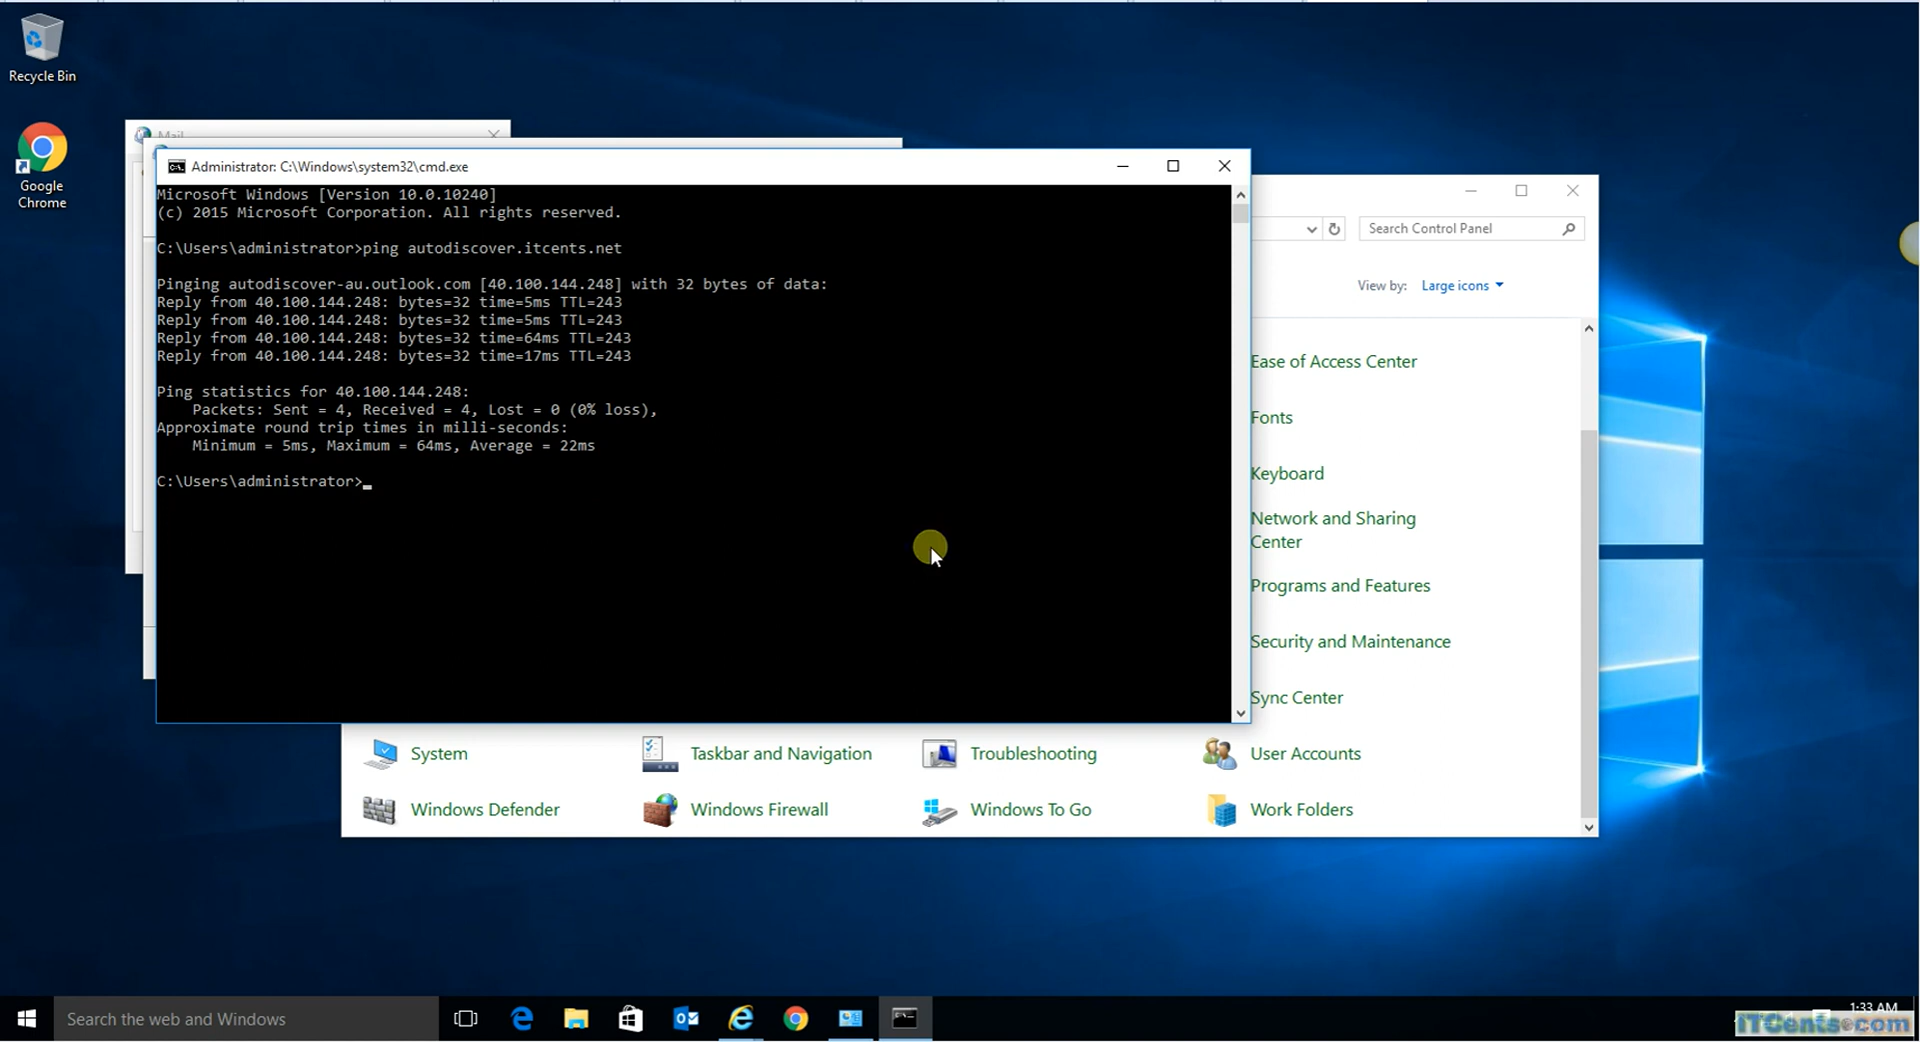 Recycle Bin
Google
Chrome
Mail
Administrator: C:\Windows\system32\cmd.exe
Microsoft Windows [Version 10.0.10240]
(c) 2015 Microsoft Corporation. All rights reserved.
C:\Users\administrator>ping autodiscover.itcents.net
Pinging autodiscover-au.outlook.com [40.100.144.248] with 32 bytes of data:
Reply from 40.100.144.248: bytes=32 time=5ms TTL=243
Reply from 40.100.144.248: bytes=32 time=5ms TTL=243
Reply from 40.100.144.248: bytes=32 time=64ms TTL=243
Reply from 40.100.144.248: bytes=32 time=17ms TTL=243
Ping statistics for 40.100.144.248:
Packets: Sent = 4, Received = 4, Lost = 0 (0% loss),
Approximate round trip times in milli-seconds:
Minimum = 5ms, Maximum = 64ms, Average = 22ms
C:\Users\administrator>
Search Control Panel
View by: Large icons
Ease of Access Center
Fonts
Keyboard
Network and Sharing
Center
Programs and Features
Security and Maintenance
Sync Center
System
Taskbar and Navigation
Troubleshooting
User Accounts
Windows Defender
Windows Firewall
Windows To Go
Work Folders
Search the web and Windows
1:33 AM
ITCents.com